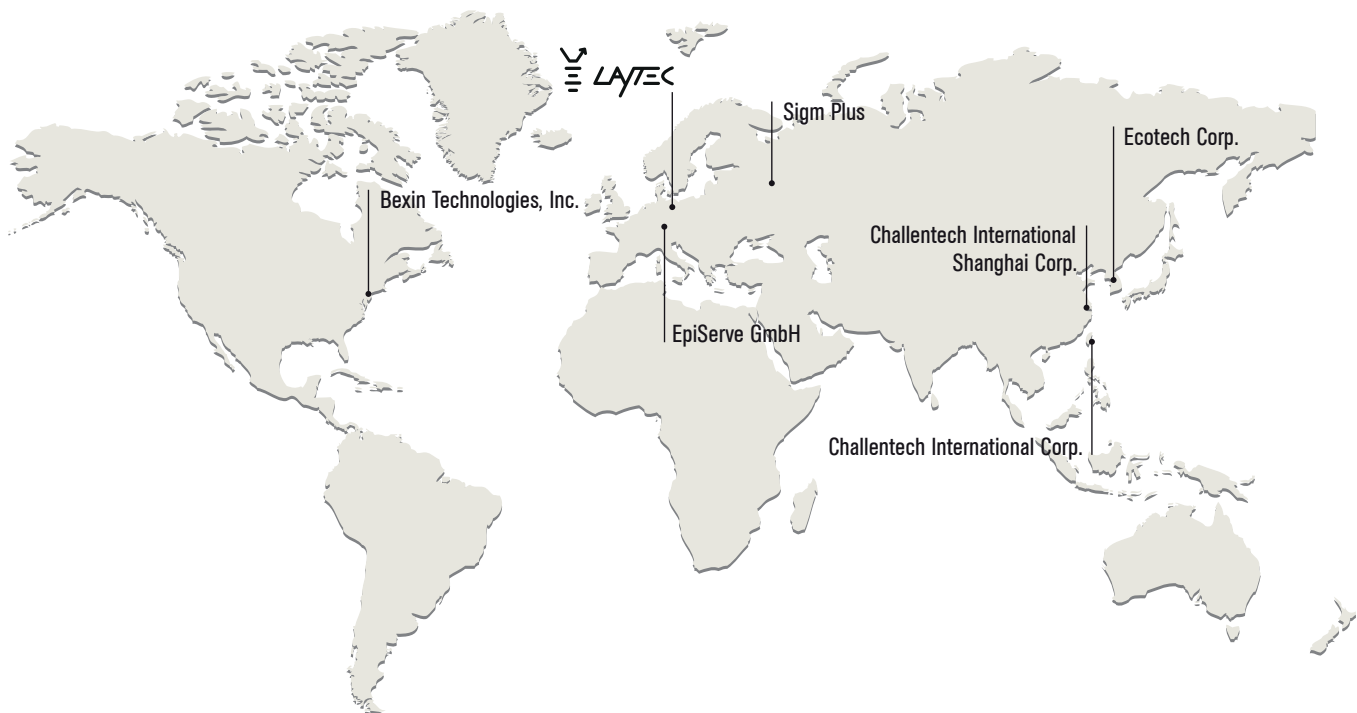 LAYTEC
Sigm Plus
Ecotech Corp.
Bexin Technologies, Inc.
Challentech International
Shanghai Corp.
EpiServe GmbH
Challentech International Corp.